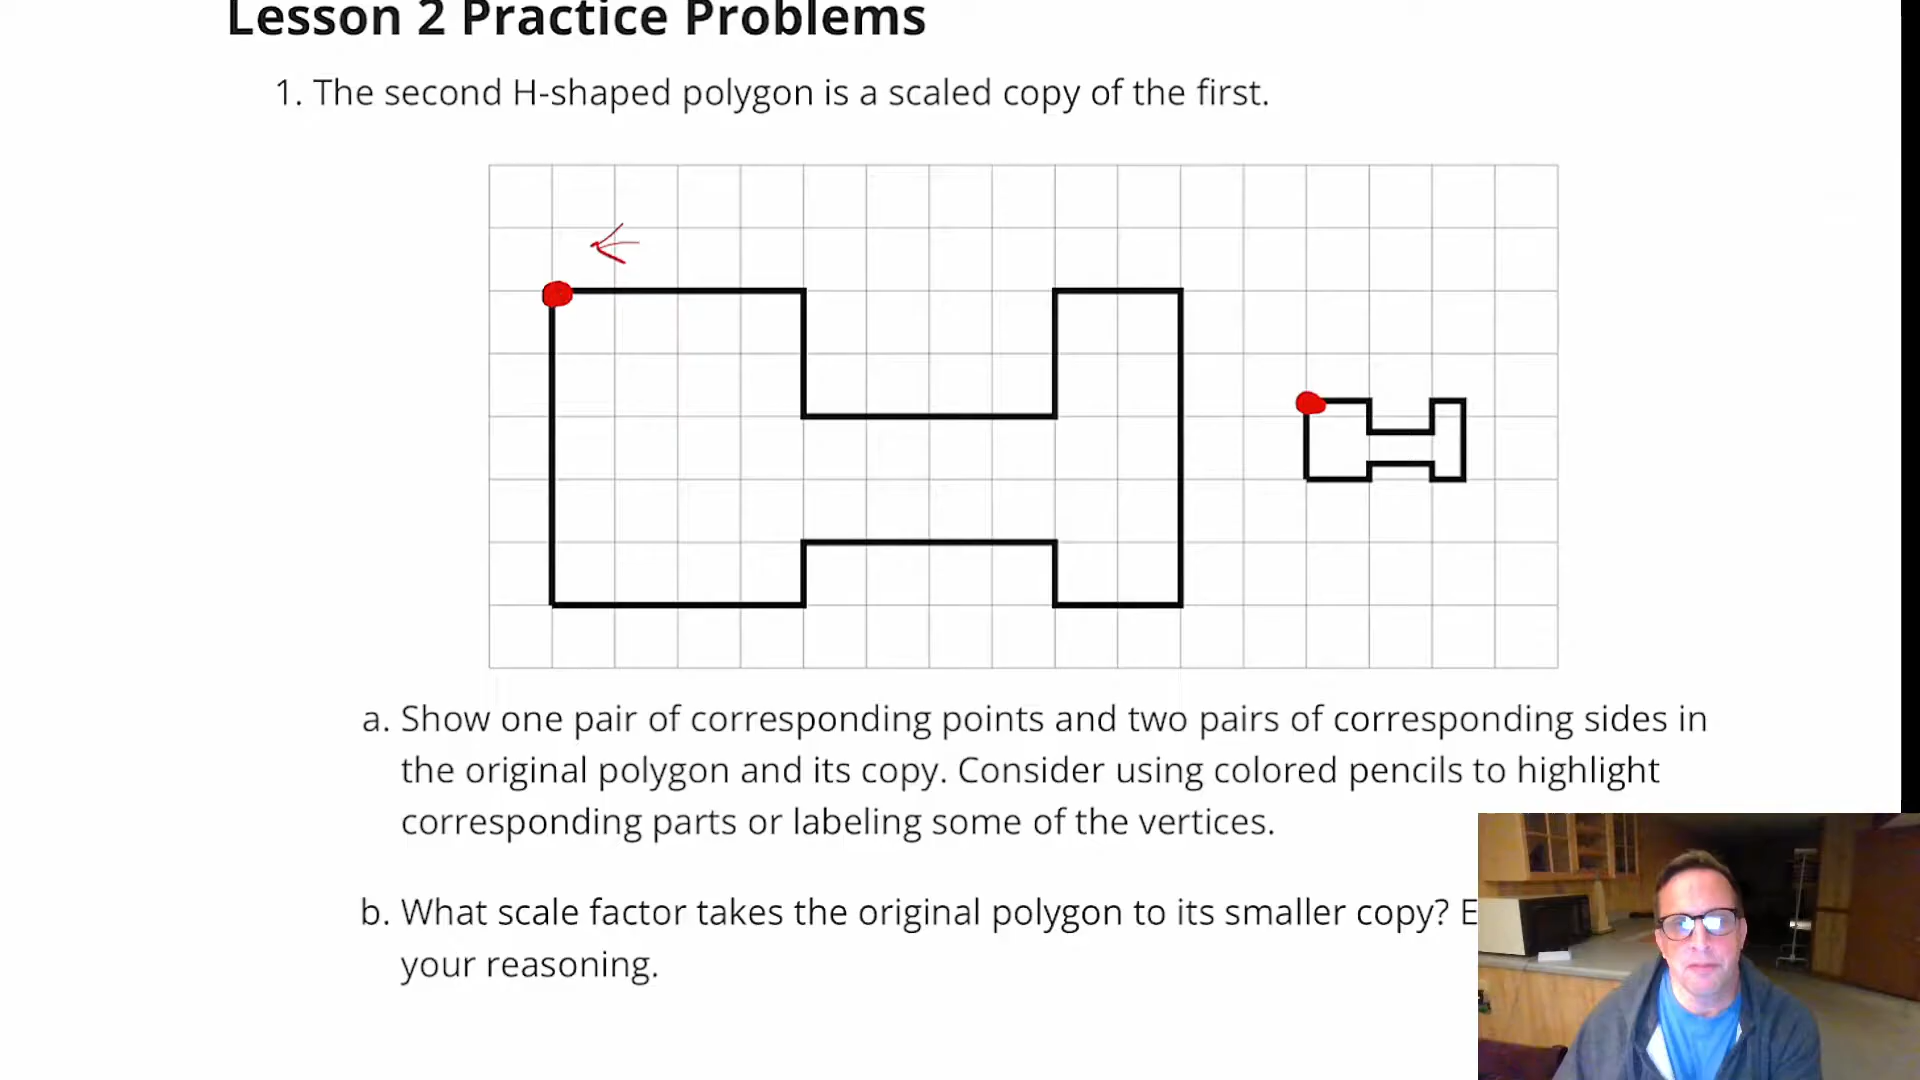 Lesson 2 Practice Problems
1. The second H-shaped polygon is a scaled copy of the first.
a. Show one pair of corresponding points and two pairs of corresponding sides in
the original polygon and its copy. Consider using colored pencils to highlight
corresponding parts or labeling some of the vertices.
b. What scale factor takes the original polygon to its smaller copy? E
your reasoning.